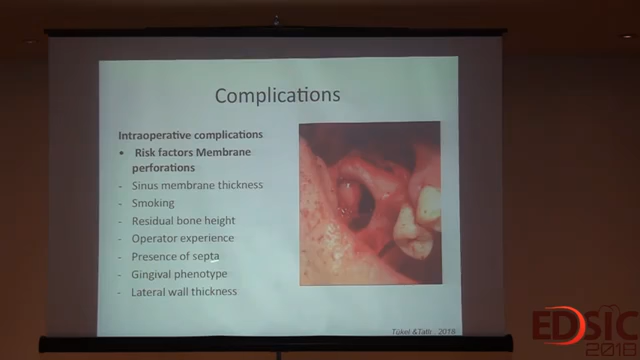 Complications
Intraoperative complications
• Risk factors Membrane
perforations
- Sinus membrane thickness
- Smoking
- Residual bone height
- Operator experience
- Presence of septa
- Gingival phenotype
- Lateral wall thickness
2018
EDSIC
2018